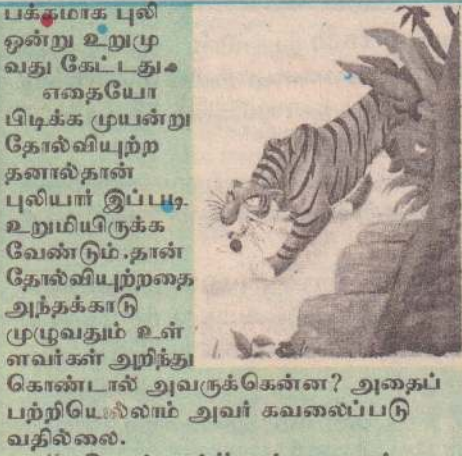 பக்கமாக புலி
ஒன்று உறுமு
வது கேட்டது.
எதையோ
பிடிக்க முயன்று
தோல்வியுற்ற
தனால்தான்
புலியார் இப்படி
உறுமியிருக்க
வேண்டும்.தான்
தோல்வியுற்றதை
அந்தக்காடு
முழுவதும் உள்
ளவர்கள் அறிந்து
கொண்டால் அவருக்கென்ன? அதைப்
பற்றியெல்லாம் அவர் கவலைப்படு
வதில்லை.